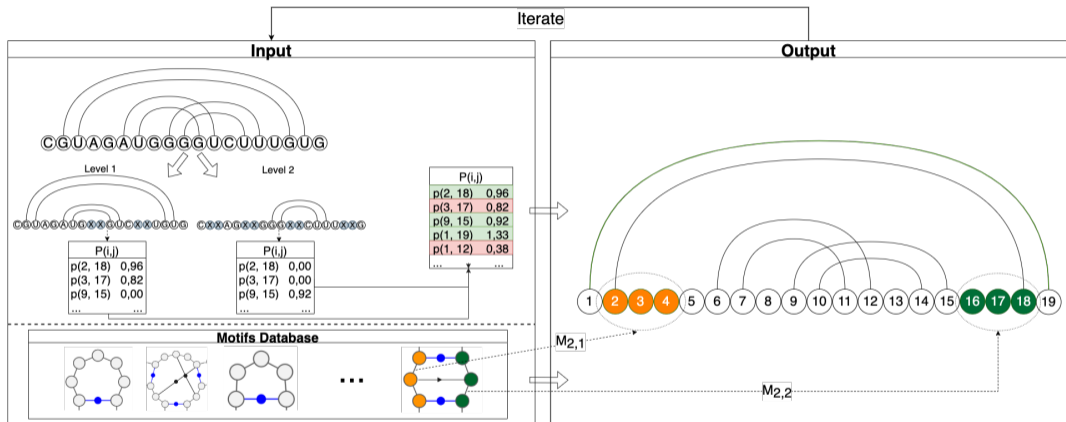 Iterate
Input
Output
CGUAGAUGGGGUCUUUGUG
Level 1
Level 2
CGUAGAUGXXGUCXXUGUG
CXXAGXXGGGXXCUUUXXG
P(i,j)
p(2, 18) 0,96
p(3, 17) 0,82
p(9, 15) 0,00
... ...
P(i,j)
p(2, 18) 0,00
p(3, 17) 0,00
p(9, 15) 0,92
... ...
P(i,j)
p(2, 18) 0,96
p(3, 17) 0,82
p(9, 15) 0,92
p(1, 19) 1,33
p(1, 12) 0,38
... ...
1 2 3 4 5 6 7 8 9 10 11 12 13 14 15 16 17 18 19
M2,1
M2,2
Motifs Database
...